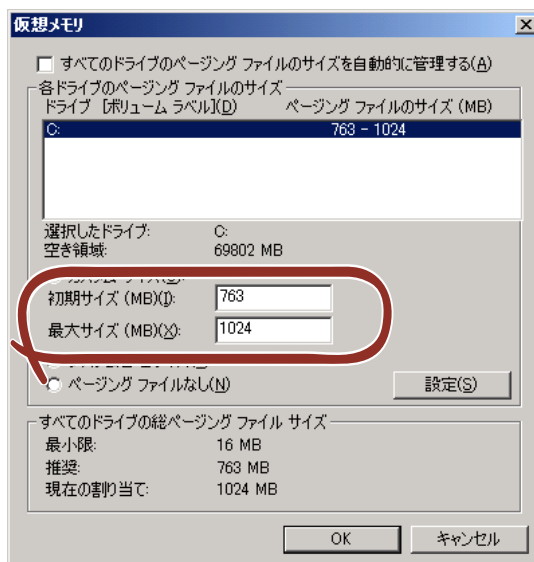 仮想メモリ
すべてのドライブのページング ファイルのサイズを自動的に管理する(A)
各ドライブのページング ファイルのサイズ
ドライブ [ボリューム ラベル](D) ページング ファイルのサイズ (MB)
C: 763 - 1024
選択したドライブ: C:
空き領域: 69802 MB
初期サイズ (MB)(I): 763
最大サイズ (MB)(X): 1024
ページング ファイルなし(N) 設定(S)
すべてのドライブの総ページング ファイル サイズ
最小限: 16 MB
推奨: 763 MB
現在の割り当て: 1024 MB
OK キャンセル